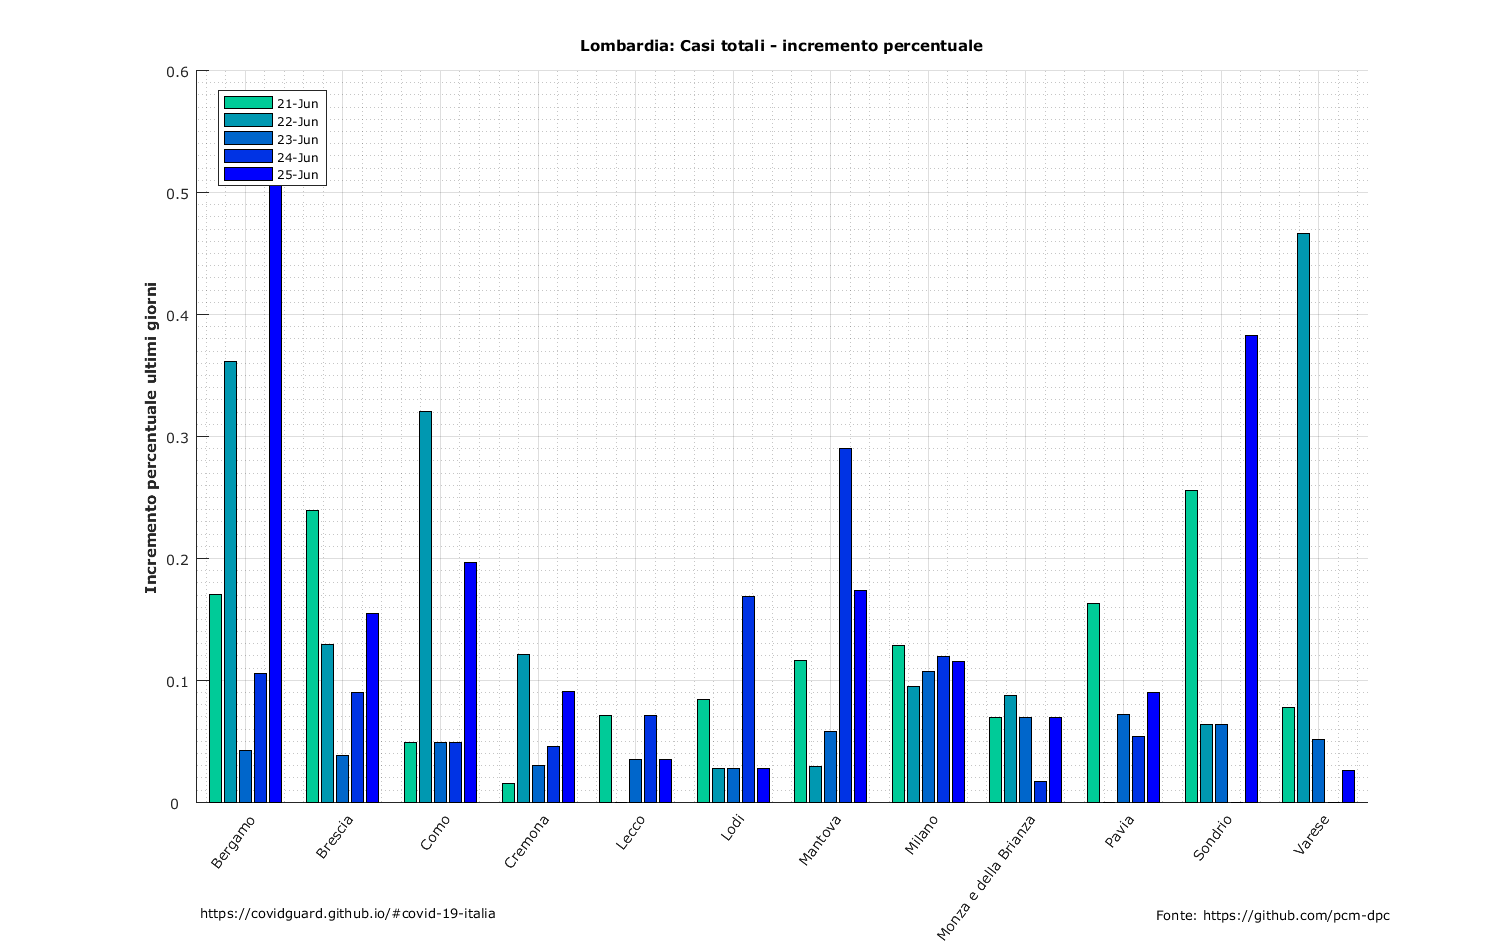 Lombardia: Casi totali - incremento percentuale
0.6
0.5
0.4
0.3
0.2
0.1
0
Incremento percentuale ultimi giorni
21-Jun
22-Jun
23-Jun
24-Jun
25-Jun
Bergamo
Brescia
Como
Cremona
Lecco
Lodi
Mantova
Milano
Monza e della Brianza
Pavia
Sondrio
Varese
https://covidguard.github.io/#covid-19-italia
Fonte: https://github.com/pcm-dpc